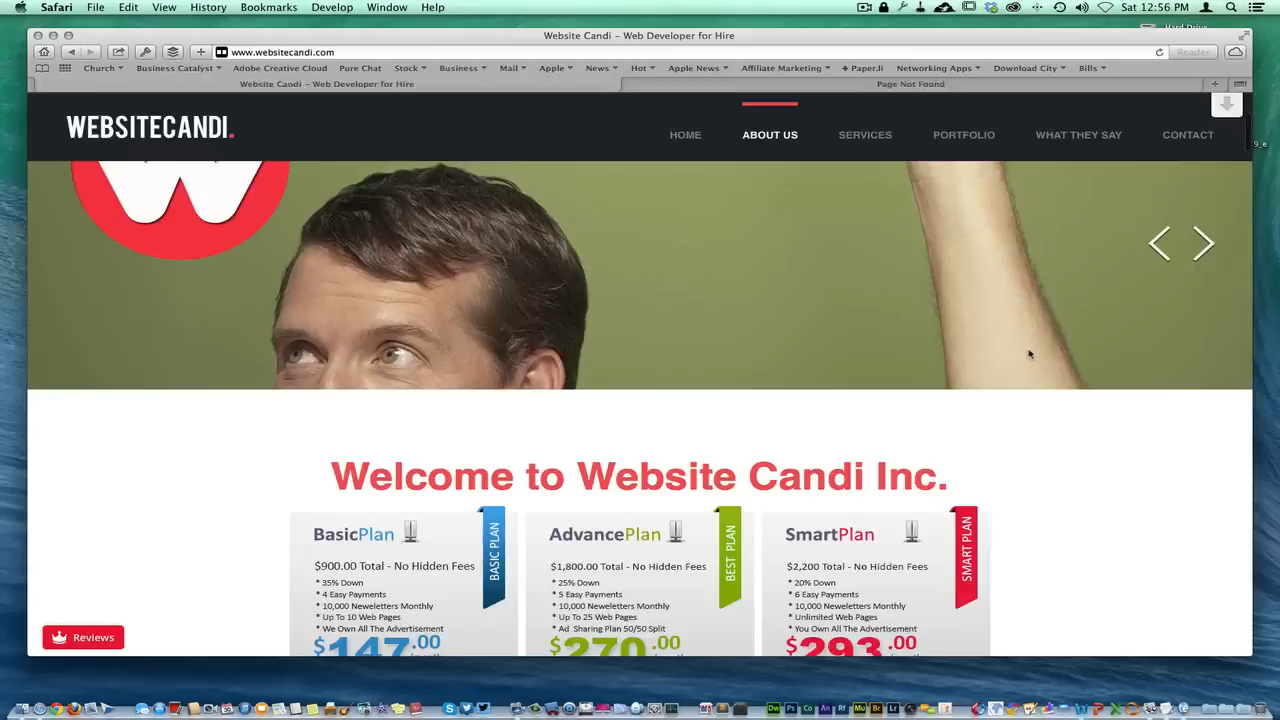 Safari File Edit View History Bookmarks Develop Window Help Sat 12:56 PM
Hard Drive
Website Candi – Web Developer for Hire
www.websitecandi.com Reader
Church Business Catalyst Adobe Creative Cloud Pure Chat Stock Business Mail Apple News Hot Apple News Affiliate Marketing Paper.li Networking Apps Download City Bills
Website Candi – Web Developer for Hire Page Not Found
WEBSITECANDI. HOME ABOUT US SERVICES PORTFOLIO WHAT THEY SAY CONTACT
Welcome to Website Candi Inc.
BasicPlan
BASIC PLAN
$900.00 Total - No Hidden Fees
* 35% Down
* 4 Easy Payments
* 10,000 Neweletters Monthly
* Up To 10 Web Pages
* We Own All The Advertisement
$147.00
AdvancePlan
BEST PLAN
$1,800.00 Total - No Hidden Fees
* 25% Down
* 5 Easy Payments
* 10,000 Neweletters Monthly
* Up To 25 Web Pages
* Ad Sharing Plan 50/50 Split
$270.00
SmartPlan
SMART PLAN
$2,200 Total - No Hidden Fees
* 20% Down
* 6 Easy Payments
* 10,000 Neweletters Monthly
* Unlimited Web Pages
* You Own All The Advertisement
$293.00
Reviews